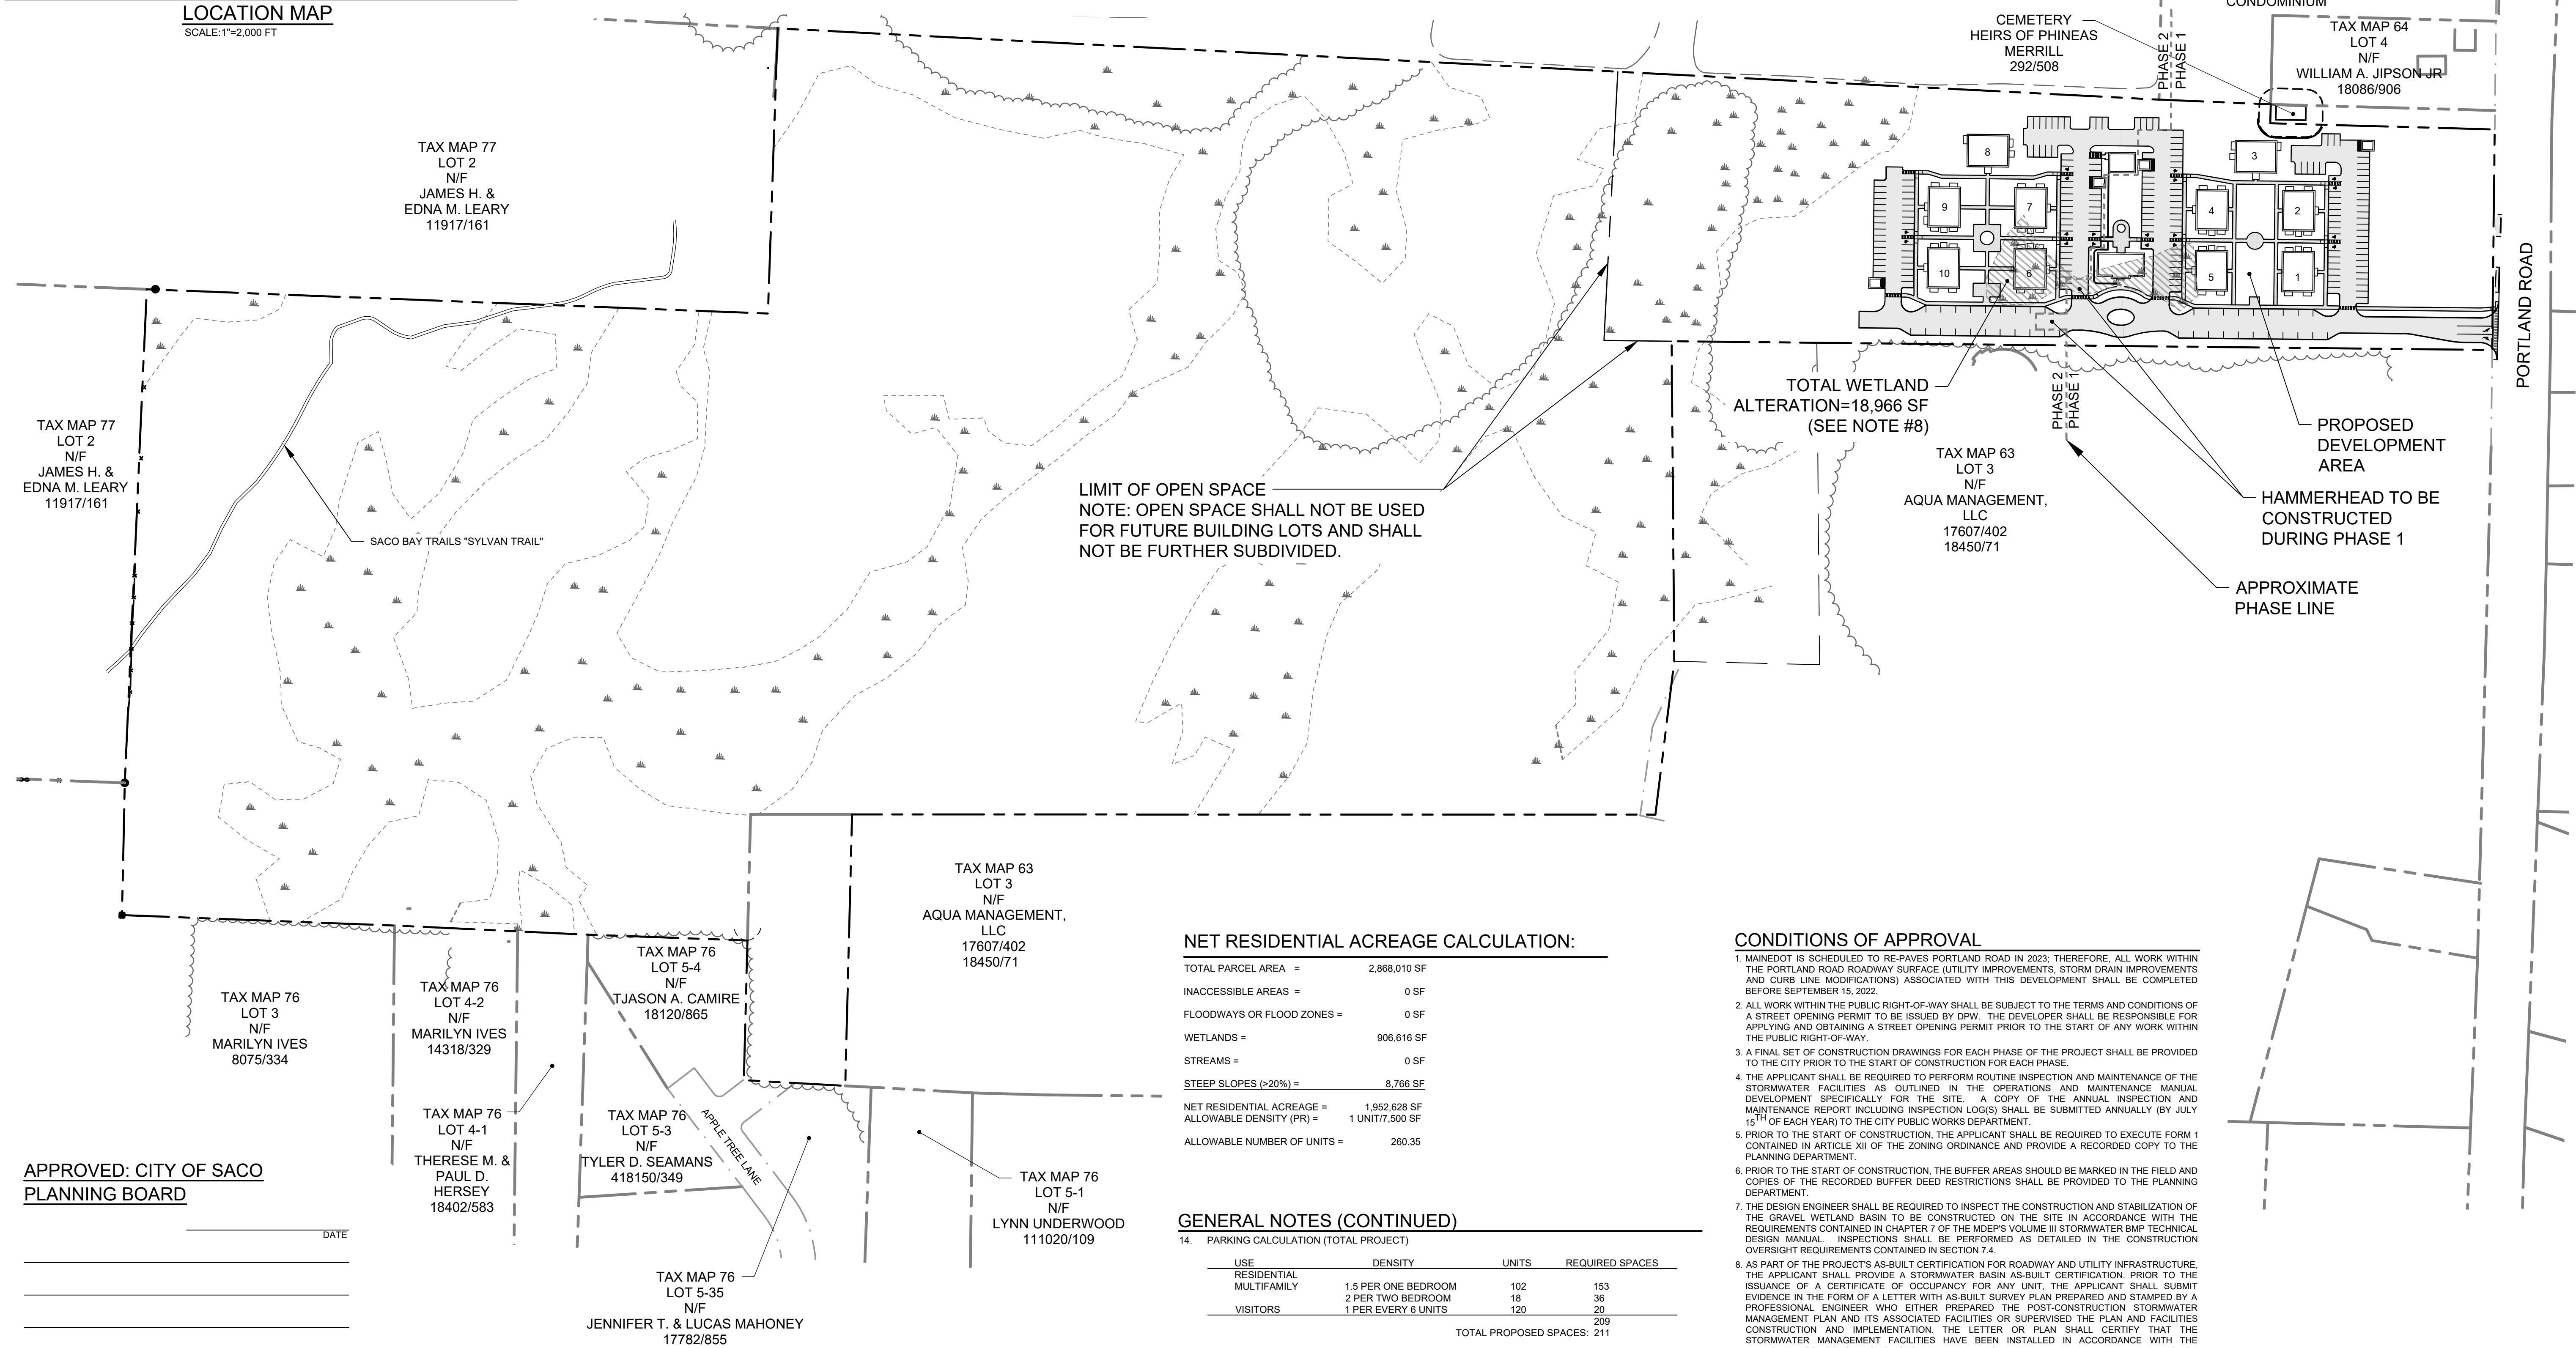 LOCATION MAP
SCALE:1"=2,000 FT
CONDOMINIUM
CEMETERY
HEIRS OF PHINEAS
MERRILL
292/508
PHASE 2
PHASE 1
TAX MAP 64
LOT 4
N/F
WILLIAM A. JIPSON JR
18086/906
TAX MAP 77
LOT 2
N/F
JAMES H. &
EDNA M. LEARY
11917/161
8
3
9
7
4
2
10
6
5
1
PORTLAND ROAD
TAX MAP 77
LOT 2
N/F
JAMES H. &
EDNA M. LEARY
11917/161
SACO BAY TRAILS "SYLVAN TRAIL"
LIMIT OF OPEN SPACE
NOTE: OPEN SPACE SHALL NOT BE USED
FOR FUTURE BUILDING LOTS AND SHALL
NOT BE FURTHER SUBDIVIDED.
TOTAL WETLAND
ALTERATION=18,966 SF
(SEE NOTE #8)
PHASE 2
PHASE 1
TAX MAP 63
LOT 3
N/F
AQUA MANAGEMENT,
LLC
17607/402
18450/71
PROPOSED
DEVELOPMENT
AREA
HAMMERHEAD TO BE
CONSTRUCTED
DURING PHASE 1
APPROXIMATE
PHASE LINE
TAX MAP 63
LOT 3
N/F
AQUA MANAGEMENT,
LLC
17607/402
18450/71
TAX MAP 76
LOT 3
N/F
MARILYN IVES
8075/334
TAX MAP 76
LOT 4-2
N/F
MARILYN IVES
14318/329
TAX MAP 76
LOT 5-4
N/F
TJASON A. CAMIRE
18120/865
TAX MAP 76
LOT 4-1
N/F
THERESE M. &
PAUL D.
HERSEY
18402/583
TAX MAP 76
LOT 5-3
N/F
TYLER D. SEAMANS
418150/349
APPLE TREE LANE
TAX MAP 76
LOT 5-1
N/F
LYNN UNDERWOOD
111020/109
TAX MAP 76
LOT 5-35
N/F
JENNIFER T. & LUCAS MAHONEY
17782/855
APPROVED: CITY OF SACO
PLANNING BOARD
DATE
NET RESIDENTIAL ACREAGE CALCULATION:
TOTAL PARCEL AREA = 2,868,010 SF
INACCESSIBLE AREAS = 0 SF
FLOODWAYS OR FLOOD ZONES = 0 SF
WETLANDS = 906,616 SF
STREAMS = 0 SF
STEEP SLOPES (>20%) = 8,766 SF
NET RESIDENTIAL ACREAGE = 1,952,628 SF
ALLOWABLE DENSITY (PR) = 1 UNIT/7,500 SF
ALLOWABLE NUMBER OF UNITS = 260.35
GENERAL NOTES (CONTINUED)
14. PARKING CALCULATION (TOTAL PROJECT)
USE DENSITY UNITS REQUIRED SPACES
RESIDENTIAL
MULTIFAMILY 1.5 PER ONE BEDROOM 102 153
2 PER TWO BEDROOM 18 36
VISITORS 1 PER EVERY 6 UNITS 120 20
209
TOTAL PROPOSED SPACES: 211
CONDITIONS OF APPROVAL
1. MAINEDOT IS SCHEDULED TO RE-PAVES PORTLAND ROAD IN 2023; THEREFORE, ALL WORK WITHIN
THE PORTLAND ROAD ROADWAY SURFACE (UTILITY IMPROVEMENTS, STORM DRAIN IMPROVEMENTS
AND CURB LINE MODIFICATIONS) ASSOCIATED WITH THIS DEVELOPMENT SHALL BE COMPLETED
BEFORE SEPTEMBER 15, 2022.
2. ALL WORK WITHIN THE PUBLIC RIGHT-OF-WAY SHALL BE SUBJECT TO THE TERMS AND CONDITIONS OF
A STREET OPENING PERMIT TO BE ISSUED BY DPW. THE DEVELOPER SHALL BE RESPONSIBLE FOR
APPLYING AND OBTAINING A STREET OPENING PERMIT PRIOR TO THE START OF ANY WORK WITHIN
THE PUBLIC RIGHT-OF-WAY.
3. A FINAL SET OF CONSTRUCTION DRAWINGS FOR EACH PHASE OF THE PROJECT SHALL BE PROVIDED
TO THE CITY PRIOR TO THE START OF CONSTRUCTION FOR EACH PHASE.
4. THE APPLICANT SHALL BE REQUIRED TO PERFORM ROUTINE INSPECTION AND MAINTENANCE OF THE
STORMWATER FACILITIES AS OUTLINED IN THE OPERATIONS AND MAINTENANCE MANUAL
DEVELOPMENT SPECIFICALLY FOR THE SITE. A COPY OF THE ANNUAL INSPECTION AND
MAINTENANCE REPORT INCLUDING INSPECTION LOG(S) SHALL BE SUBMITTED ANNUALLY (BY JULY
15TH OF EACH YEAR) TO THE CITY PUBLIC WORKS DEPARTMENT.
5. PRIOR TO THE START OF CONSTRUCTION, THE APPLICANT SHALL BE REQUIRED TO EXECUTE FORM 1
CONTAINED IN ARTICLE XII OF THE ZONING ORDINANCE AND PROVIDE A RECORDED COPY TO THE
PLANNING DEPARTMENT.
6. PRIOR TO THE START OF CONSTRUCTION, THE BUFFER AREAS SHOULD BE MARKED IN THE FIELD AND
COPIES OF THE RECORDED BUFFER DEED RESTRICTIONS SHALL BE PROVIDED TO THE PLANNING
DEPARTMENT.
7. THE DESIGN ENGINEER SHALL BE REQUIRED TO INSPECT THE CONSTRUCTION AND STABILIZATION OF
THE GRAVEL WETLAND BASIN TO BE CONSTRUCTED ON THE SITE IN ACCORDANCE WITH THE
REQUIREMENTS CONTAINED IN CHAPTER 7 OF THE MDEP'S VOLUME III STORMWATER BMP TECHNICAL
DESIGN MANUAL. INSPECTIONS SHALL BE PERFORMED AS DETAILED IN THE CONSTRUCTION
OVERSIGHT REQUIREMENTS CONTAINED IN SECTION 7.4.
8. AS PART OF THE PROJECT'S AS-BUILT CERTIFICATION FOR ROADWAY AND UTILITY INFRASTRUCTURE,
THE APPLICANT SHALL PROVIDE A STORMWATER BASIN AS-BUILT CERTIFICATION. PRIOR TO THE
ISSUANCE OF A CERTIFICATE OF OCCUPANCY FOR ANY UNIT, THE APPLICANT SHALL SUBMIT
EVIDENCE IN THE FORM OF A LETTER WITH AS-BUILT SURVEY PLAN PREPARED AND STAMPED BY A
PROFESSIONAL ENGINEER WHO EITHER PREPARED THE POST-CONSTRUCTION STORMWATER
MANAGEMENT PLAN AND ITS ASSOCIATED FACILITIES OR SUPERVISED THE PLAN AND FACILITIES
CONSTRUCTION AND IMPLEMENTATION. THE LETTER OR PLAN SHALL CERTIFY THAT THE
STORMWATER MANAGEMENT FACILITIES HAVE BEEN INSTALLED IN ACCORDANCE WITH THE